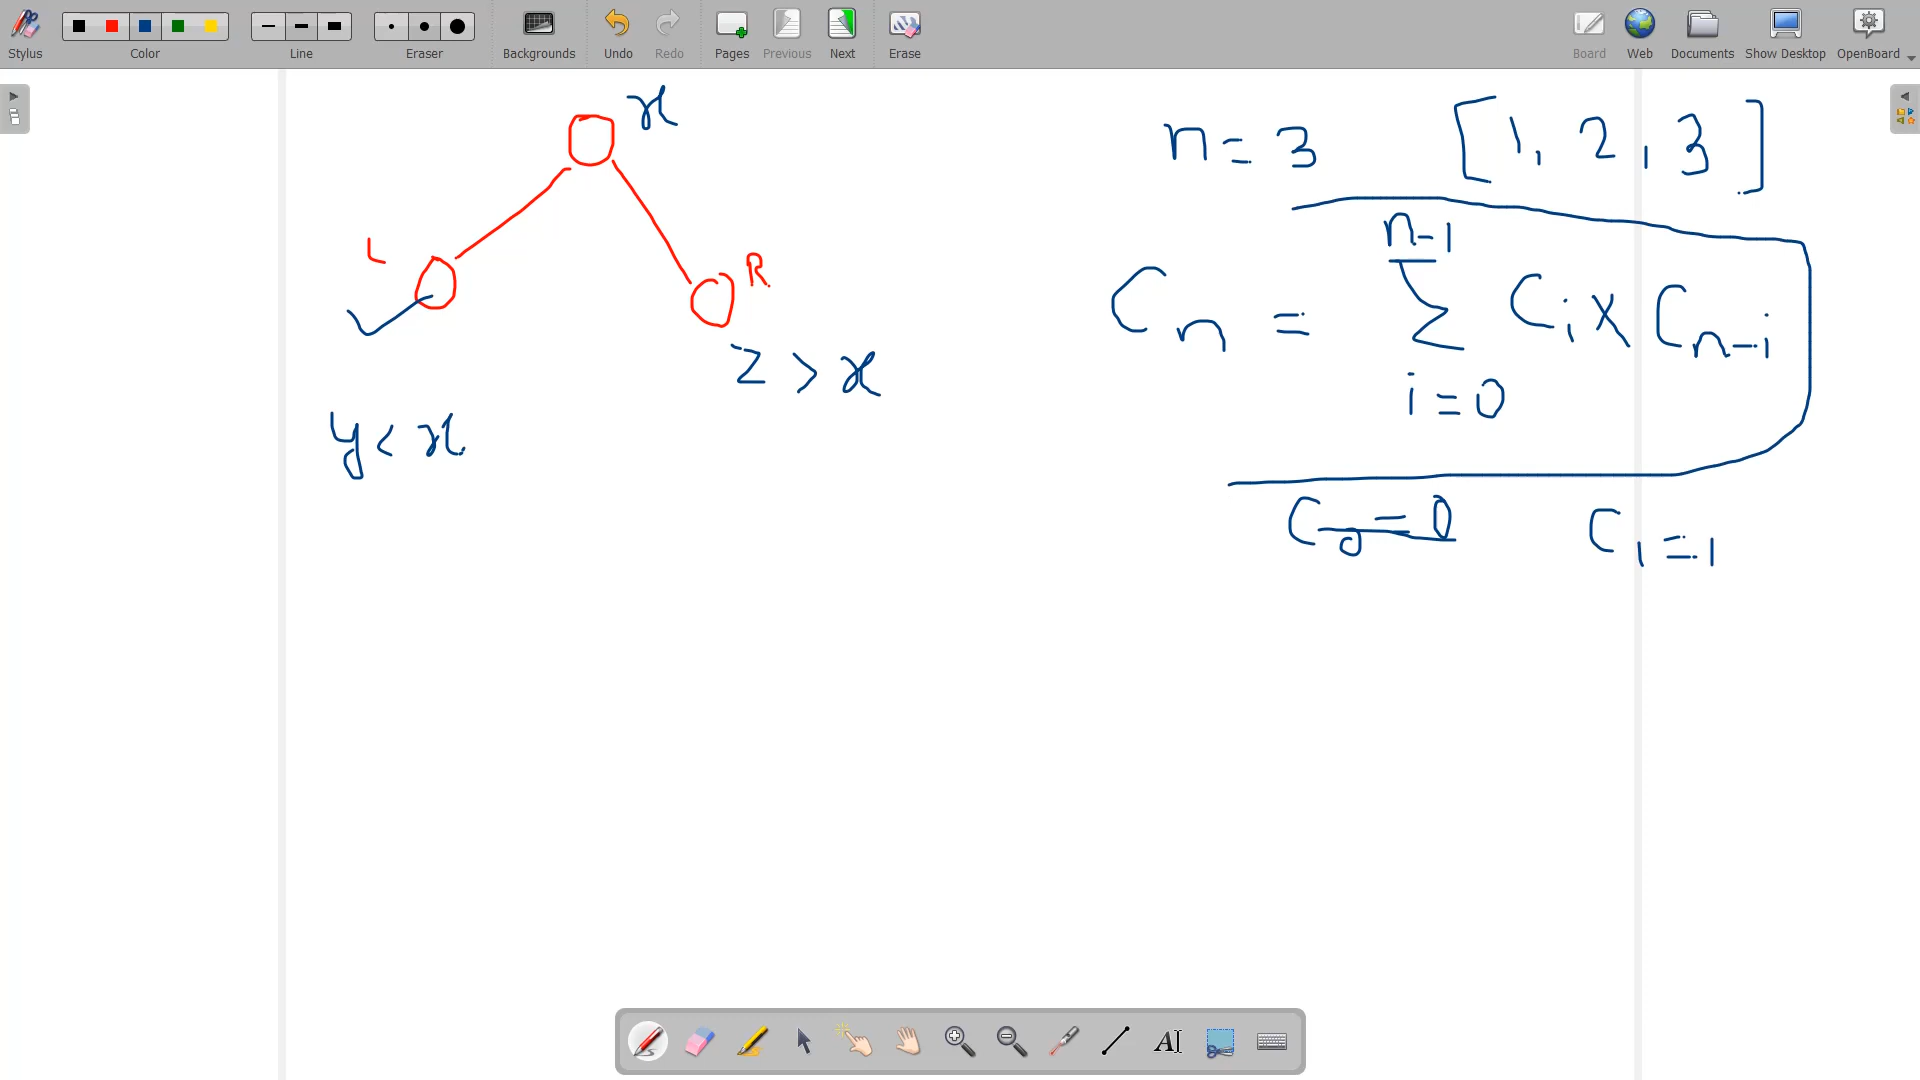 Stylus Color Line Eraser Backgrounds Undo Redo Pages Previous Next Erase Board Web Documents Show Desktop OpenBoard
x
L
R
z > x
y < x
n = 3 [1, 2, 3]
n-1
Cn = Σ Ci x Cn-i
i = 0
C0 = 0 C1 = 1
AI